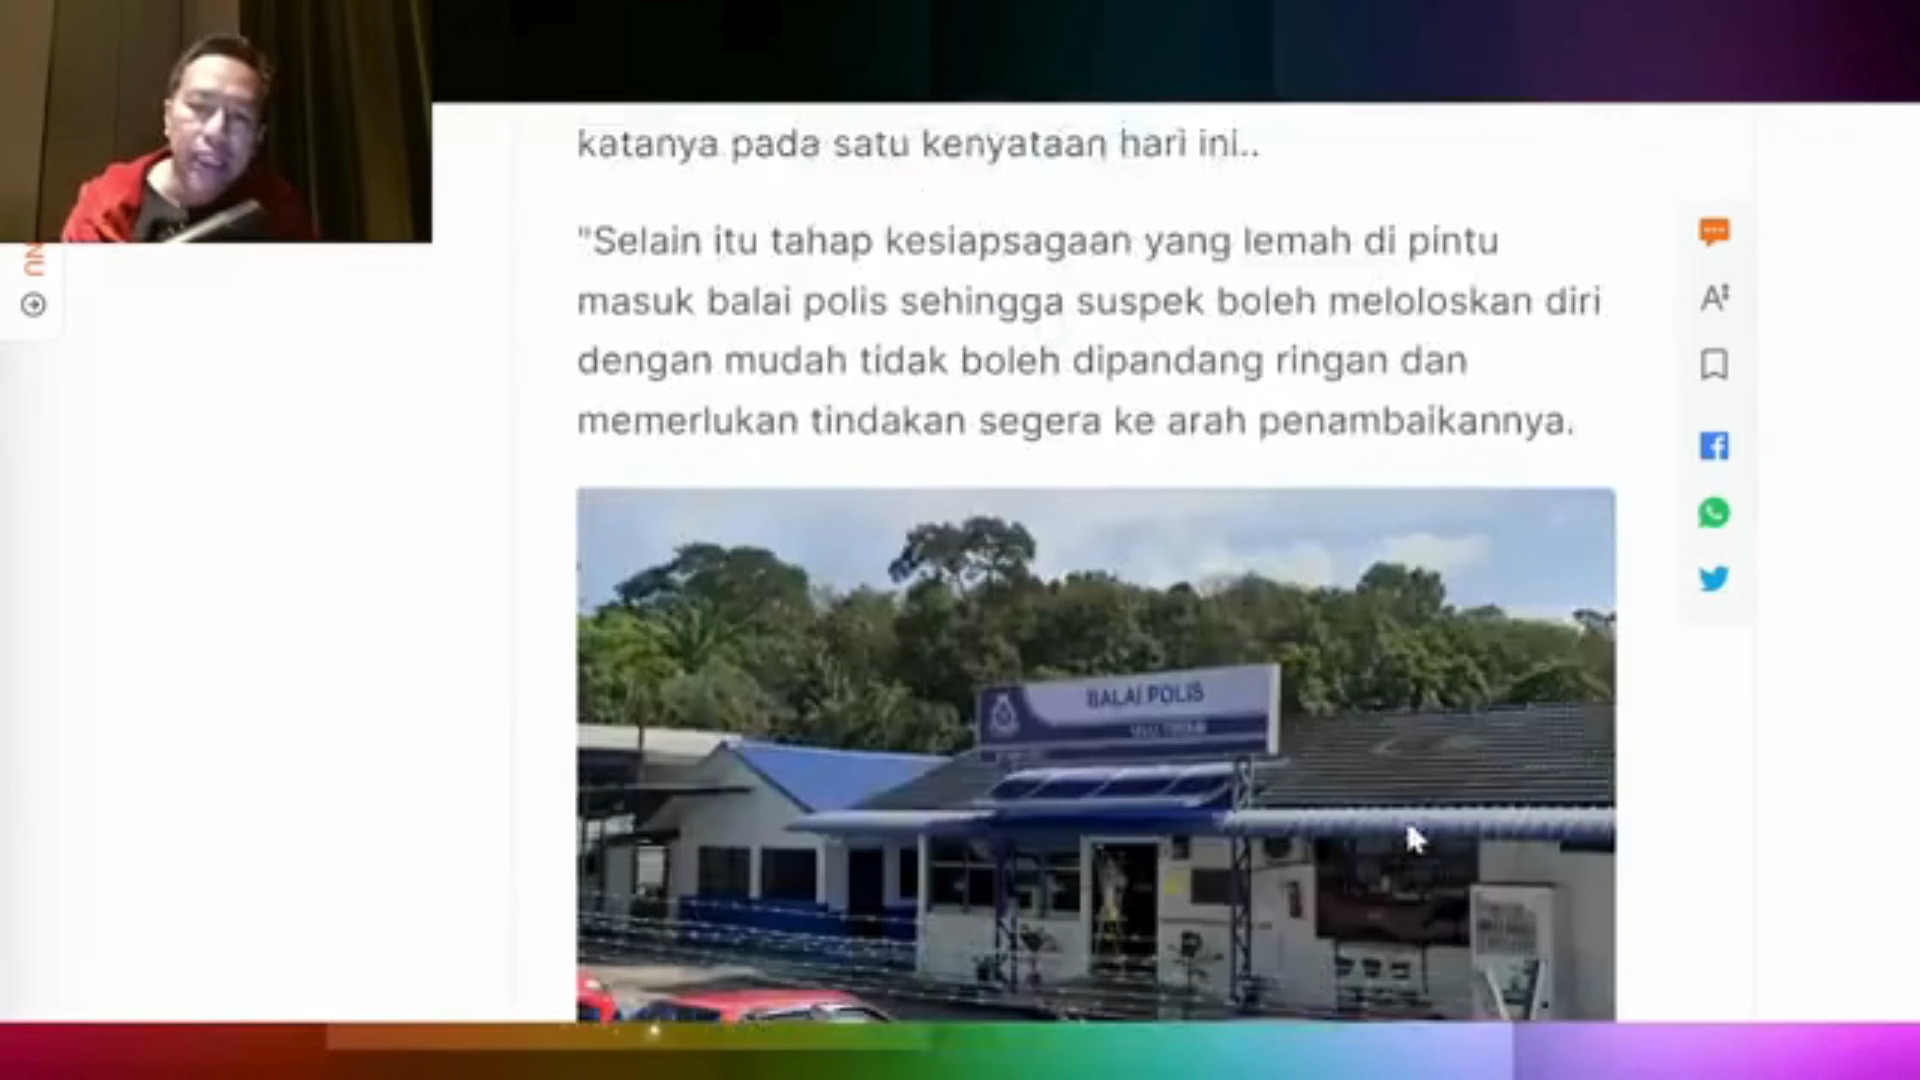 katanya pada satu kenyataan hari ini..
"Selain itu tahap kesiapsagaan yang lemah di pintu
masuk balai polis sehingga suspek boleh meloloskan diri
dengan mudah tidak boleh dipandang ringan dan
memerlukan tindakan segera ke arah penambaikannya.
NU
A
BALAI POLIS